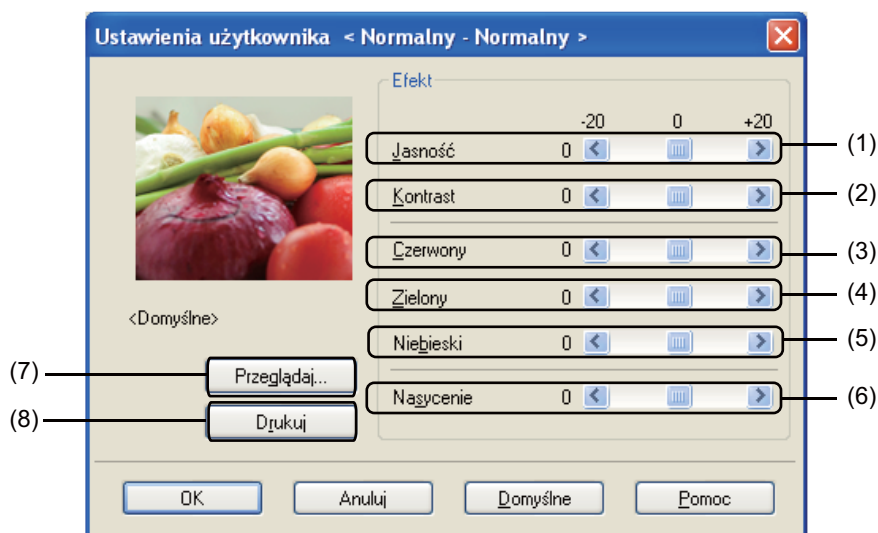 Ustawienia użytkownika < Normalny - Normalny >
Efekt
-20 0 +20
Jasność 0 (1)
Kontrast 0 (2)
Czerwony 0 (3)
Zielony 0 (4)
Niebieski 0 (5)
Nasycenie 0 (6)
<Domyślne>
(7) Przeglądaj...
(8) Drukuj
OK Anuluj Domyślne Pomoc